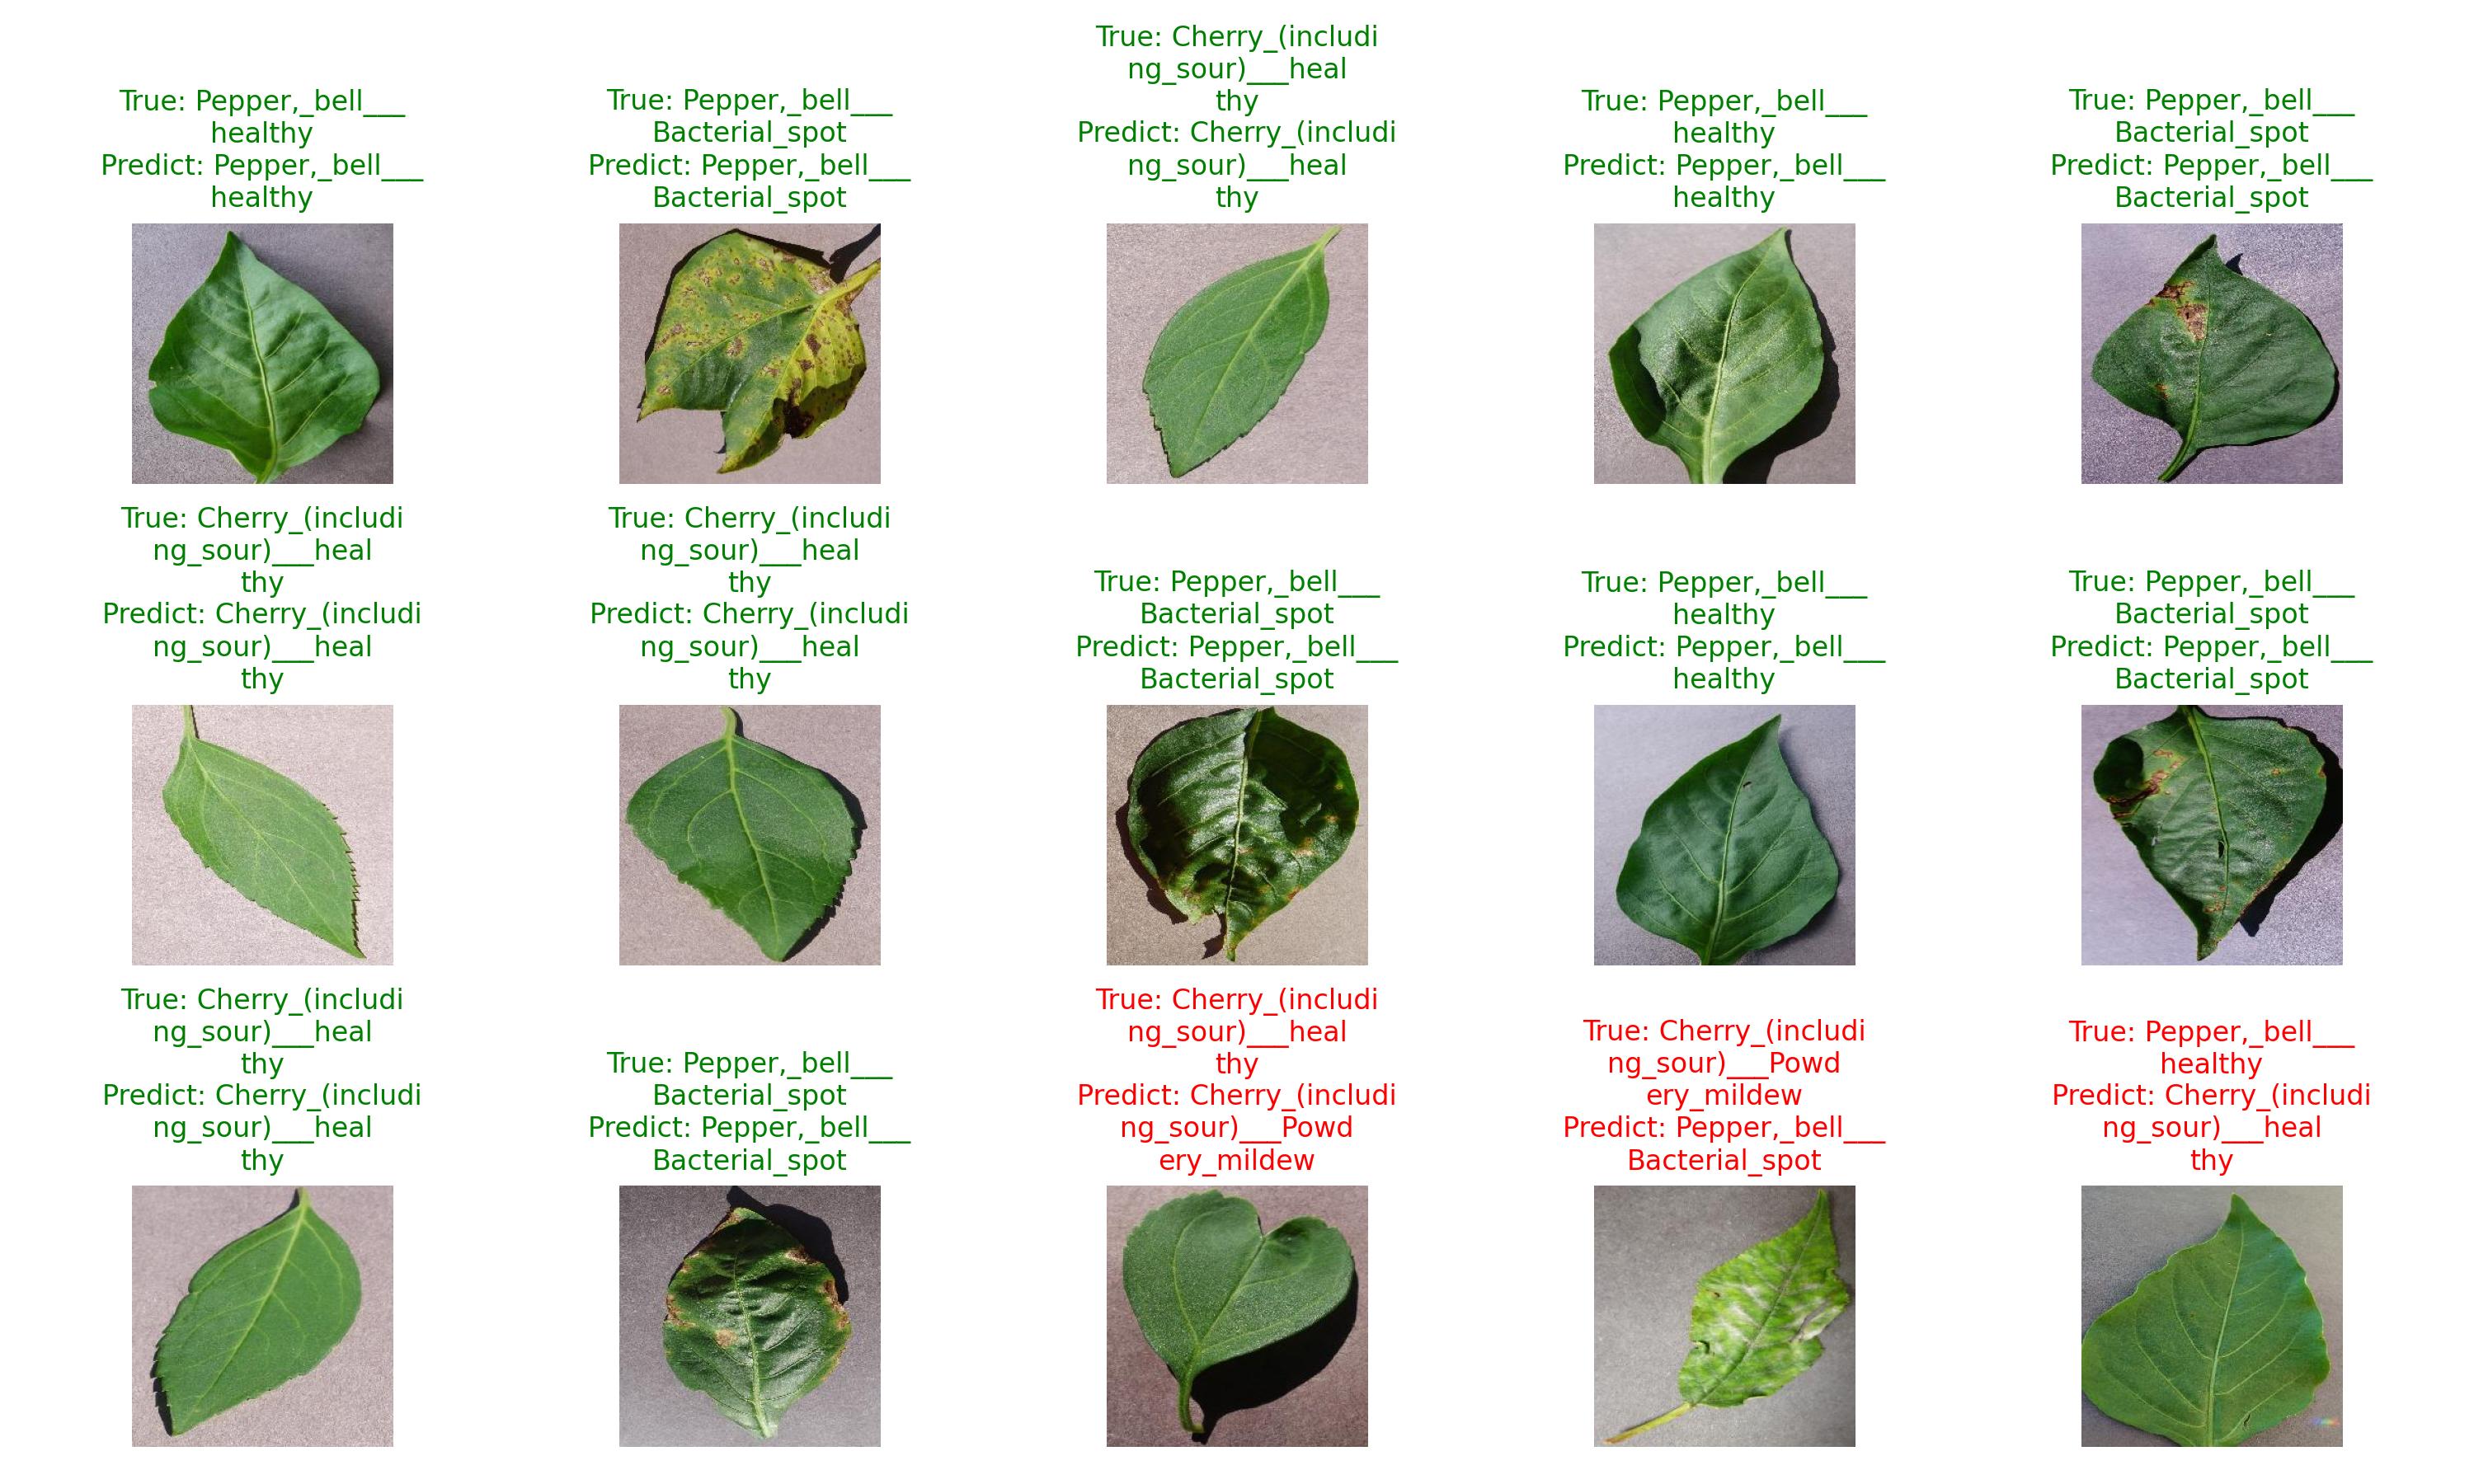 True: Pepper,_bell___
healthy
Predict: Pepper,_bell___
healthy
True: Pepper,_bell___
Bacterial_spot
Predict: Pepper,_bell___
Bacterial_spot
True: Cherry_(includi
ng_sour)___heal
thy
Predict: Cherry_(includi
ng_sour)___heal
thy
True: Pepper,_bell___
healthy
Predict: Pepper,_bell___
healthy
True: Pepper,_bell___
Bacterial_spot
Predict: Pepper,_bell___
Bacterial_spot
True: Cherry_(includi
ng_sour)___heal
thy
Predict: Cherry_(includi
ng_sour)___heal
thy
True: Cherry_(includi
ng_sour)___heal
thy
Predict: Cherry_(includi
ng_sour)___heal
thy
True: Pepper,_bell___
Bacterial_spot
Predict: Pepper,_bell___
Bacterial_spot
True: Pepper,_bell___
healthy
Predict: Pepper,_bell___
healthy
True: Pepper,_bell___
Bacterial_spot
Predict: Pepper,_bell___
Bacterial_spot
True: Cherry_(includi
ng_sour)___heal
thy
Predict: Cherry_(includi
ng_sour)___heal
thy
True: Pepper,_bell___
Bacterial_spot
Predict: Pepper,_bell___
Bacterial_spot
True: Cherry_(includi
ng_sour)___heal
thy
Predict: Cherry_(includi
ng_sour)___Powd
ery_mildew
True: Cherry_(includi
ng_sour)___Powd
ery_mildew
Predict: Pepper,_bell___
Bacterial_spot
True: Pepper,_bell___
healthy
Predict: Cherry_(includi
ng_sour)___heal
thy